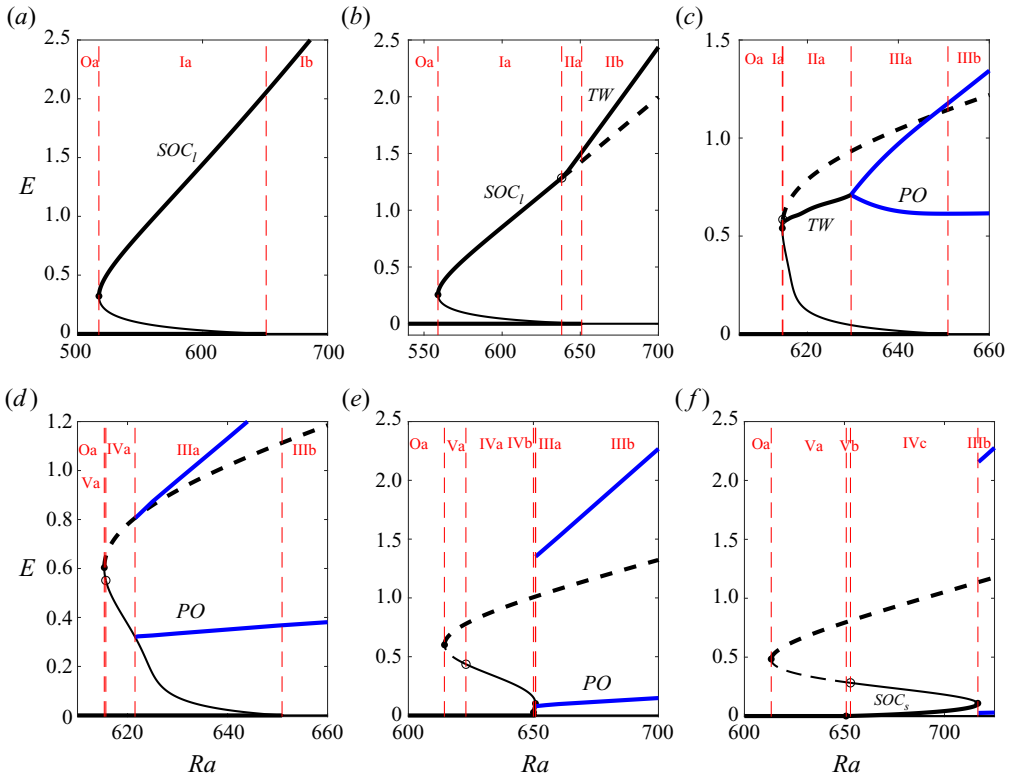 (a) (b) (c)
2.5 2.5 1.5
Oa Ia Ib Oa Ia IIa IIb Oa Ia IIa IIIa IIIb
2.0 2.0
TW
SOC_l 1.0
1.5 1.5
E SOC_l PO
1.0 1.0 TW
0.5
0.5 0.5
0 0 0
500 600 700 550 600 650 700 620 640 660
(d) (e) (f)
1.2 2.5 2.5
Oa IVa IIIa IIIb Oa Va IVa IVb IIIa IIIb Oa Va Vb IVc IIIb
Va
1.0 2.0 2.0
0.8
1.5 1.5
E 0.6
1.0 1.0
0.4 PO
0.5 0.5
0.2 PO SOC_s
0 0 0
620 640 660 600 650 700 600 650 700
Ra Ra Ra